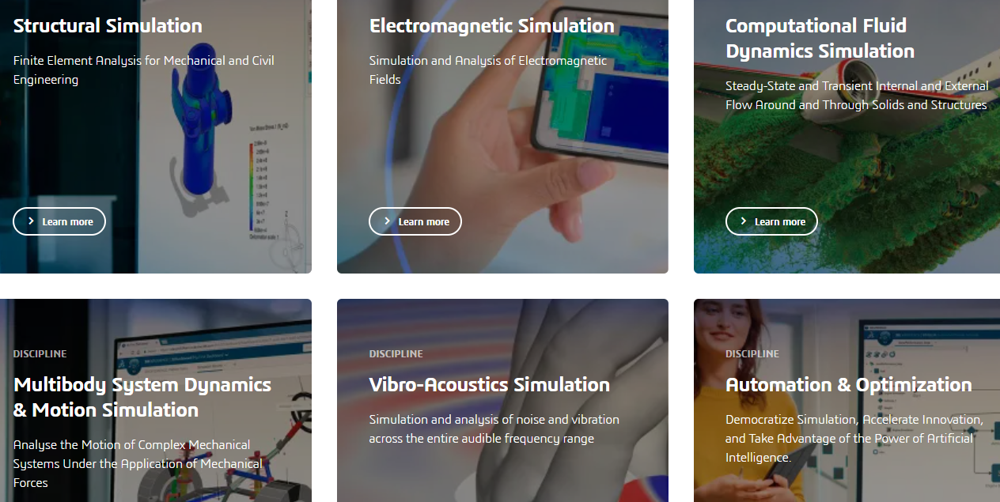 Structural Simulation
Finite Element Analysis for Mechanical and Civil
Engineering
Learn more
Electromagnetic Simulation
Simulation and Analysis of Electromagnetic
Fields
Learn more
Computational Fluid
Dynamics Simulation
Steady-State and Transient Internal and External
Flow Around and Through Solids and Structures
Learn more
DISCIPLINE
Multibody System Dynamics
& Motion Simulation
Analyse the Motion of Complex Mechanical
Systems Under the Application of Mechanical
Forces
DISCIPLINE
Vibro-Acoustics Simulation
Simulation and analysis of noise and vibration
across the entire audible frequency range
DISCIPLINE
Automation & Optimization
Democratize Simulation, Accelerate Innovation,
and Take Advantage of the Power of Artificial
Intelligence.